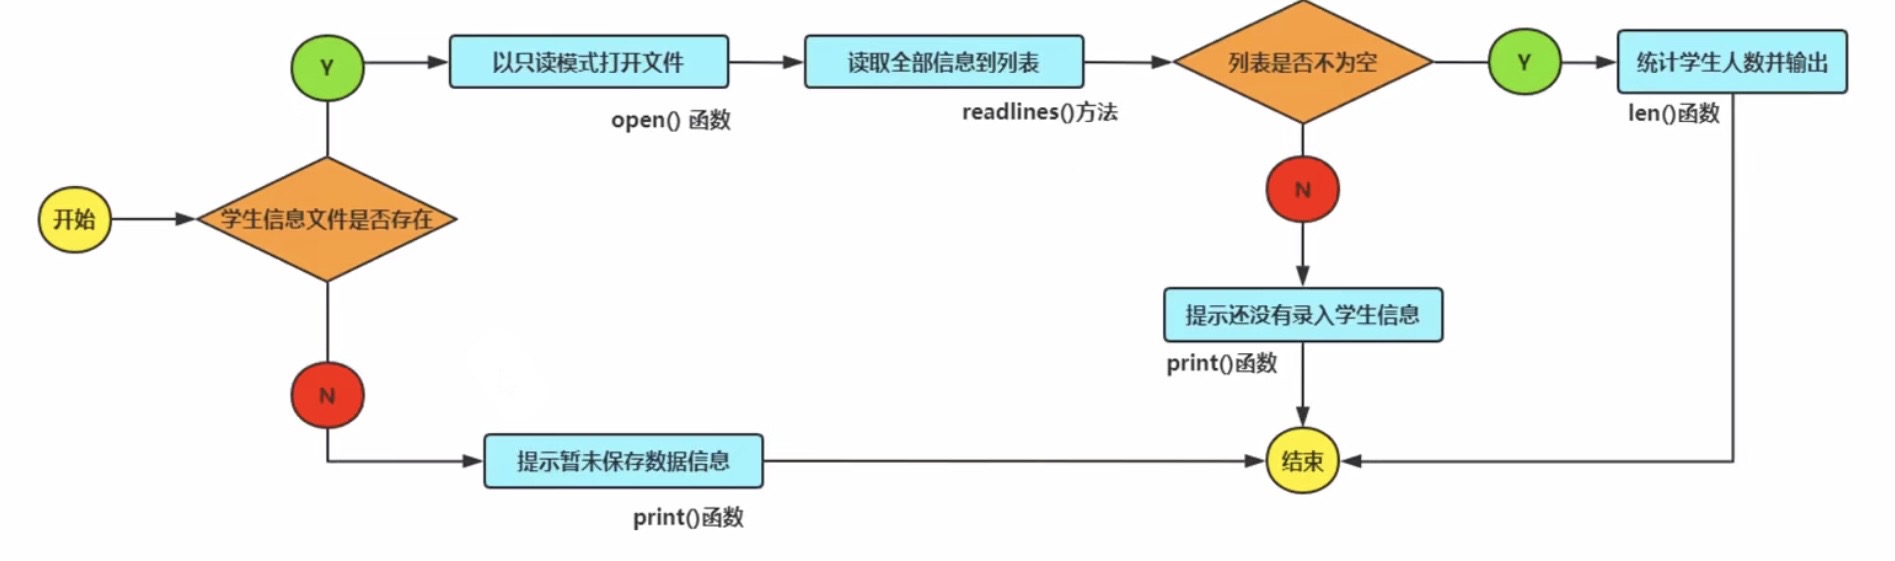 开始
学生信息文件是否存在
Y
以只读模式打开文件
open() 函数
读取全部信息到列表
readlines()方法
列表是否不为空
Y
统计学生人数并输出
len()函数
N
提示还没有录入学生信息
print()函数
N
提示暂未保存数据信息
print()函数
结束